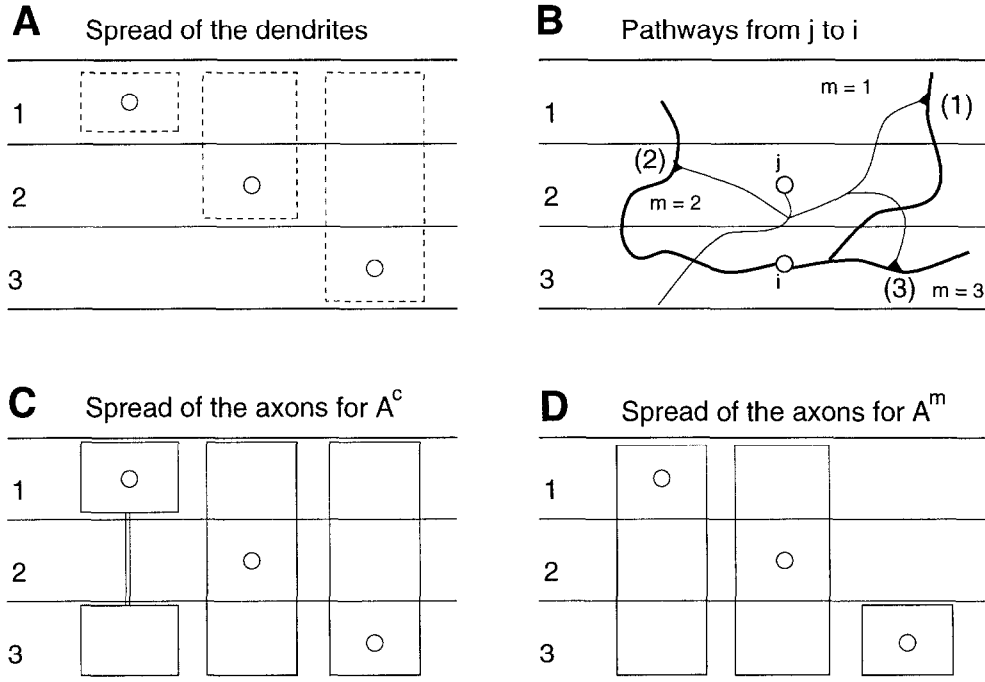 A Spread of the dendrites
1
2
3
B Pathways from j to i
m = 1
(1)
(2)
j
m = 2
i
(3)
m = 3
1
2
3
C Spread of the axons for A^c
1
2
3
D Spread of the axons for A^m
1
2
3